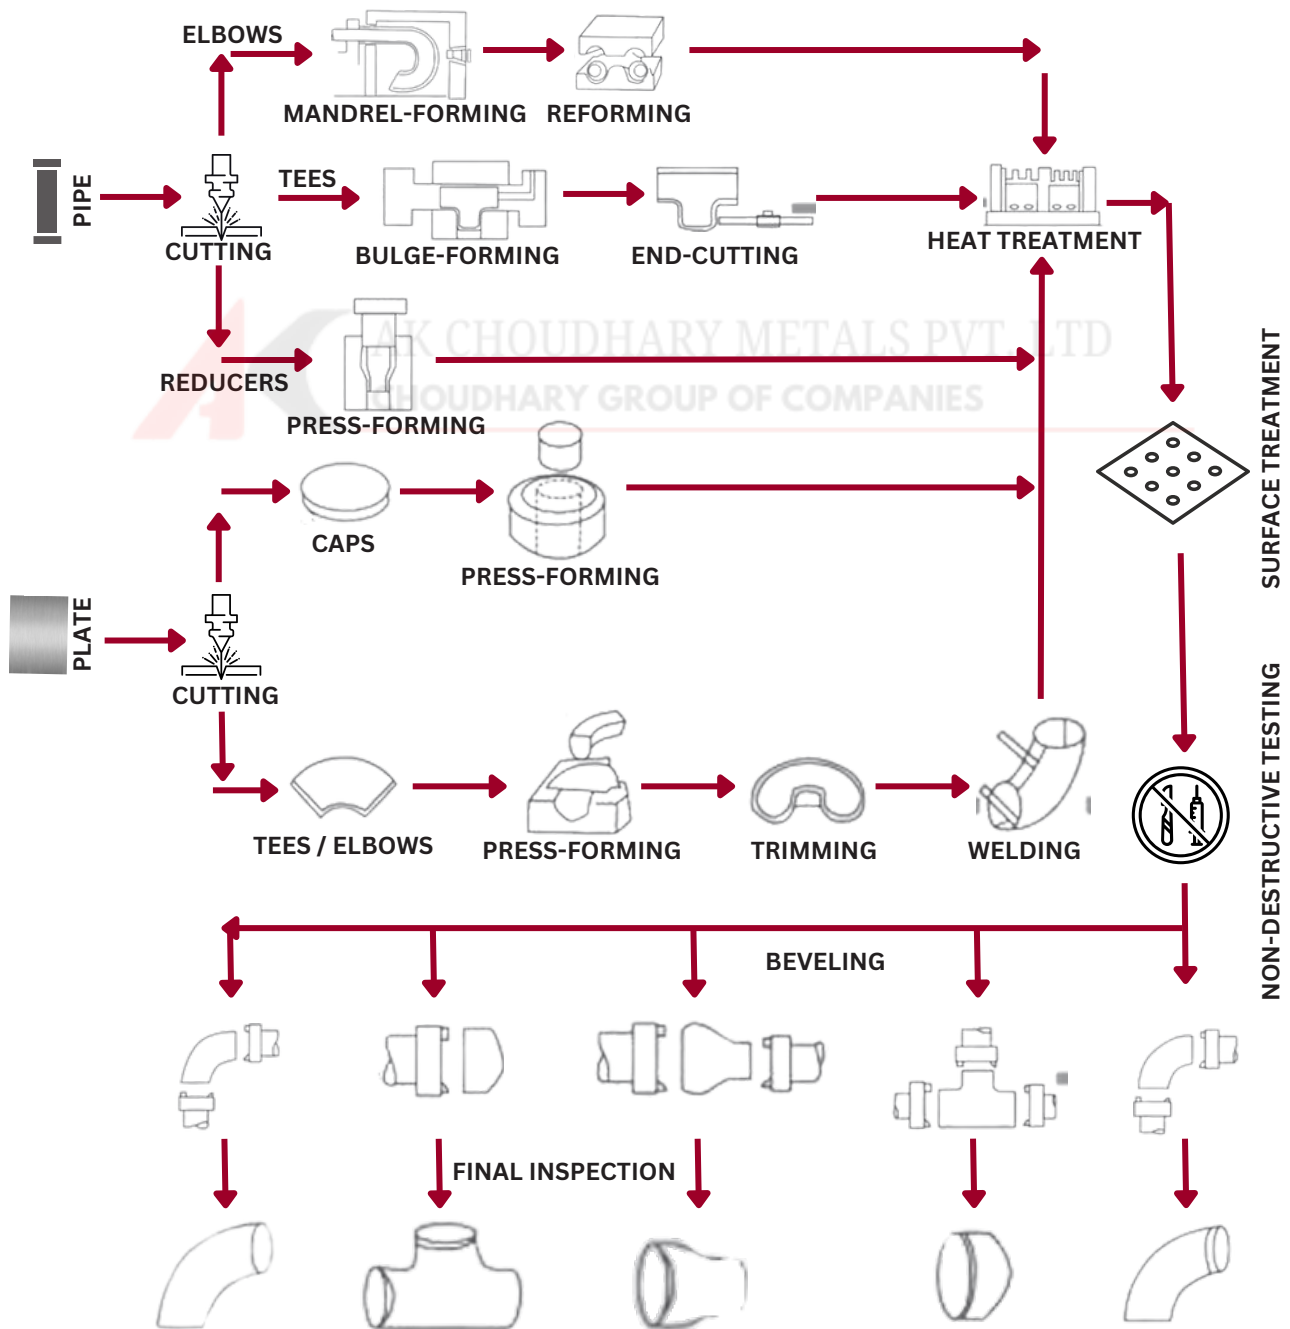 ELBOWS
MANDREL-FORMING
REFORMING
PIPE
TEES
CUTTING
BULGE-FORMING
END-CUTTING
HEAT TREATMENT
AK CHOUDHARY METALS PVT. LTD
CHOUDHARY GROUP OF COMPANIES
REDUCERS
PRESS-FORMING
SURFACE TREATMENT
CAPS
PRESS-FORMING
PLATE
CUTTING
TEES / ELBOWS
PRESS-FORMING
TRIMMING
WELDING
NON-DESTRUCTIVE TESTING
BEVELING
FINAL INSPECTION